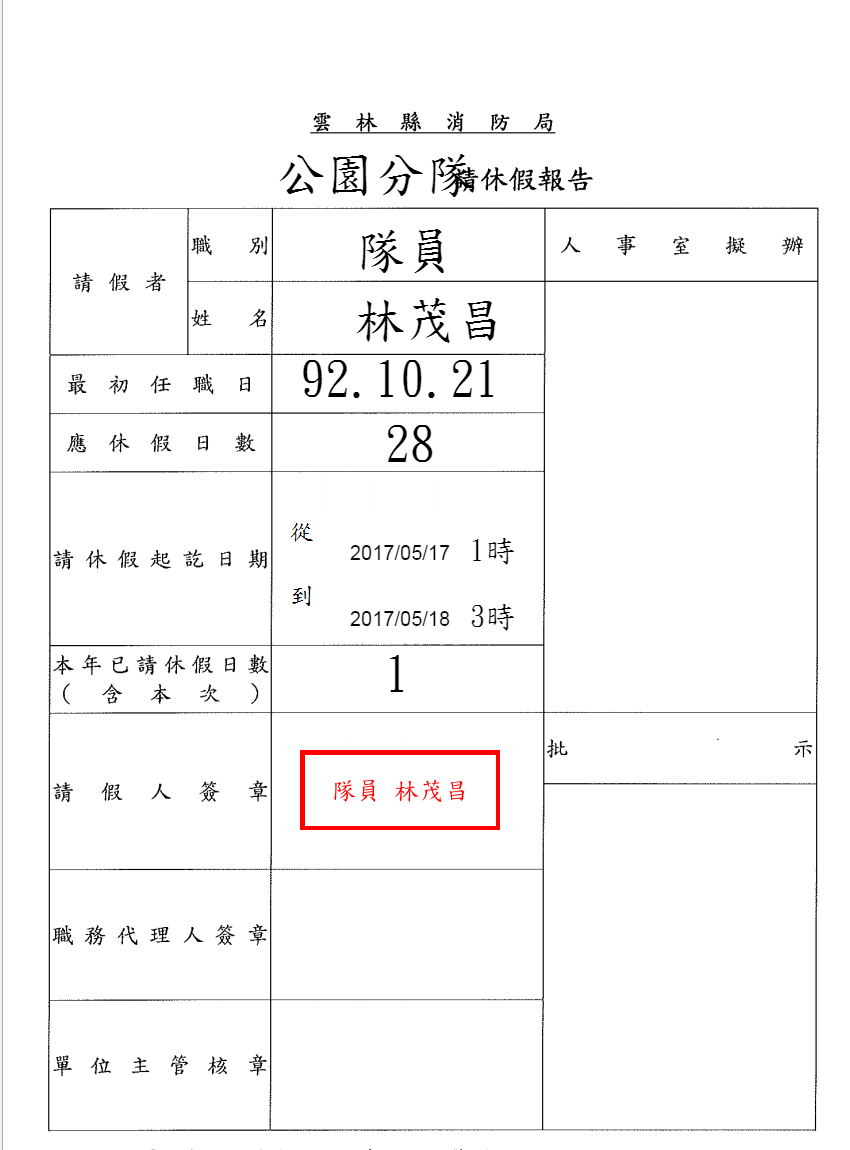 雲林縣消防局
公園分隊請休假報告
請假者
職別
隊員
人事室擬辦
姓名
林茂昌
最初任職日
92.10.21
應休假日數
28
請休假起訖日期
從
2017/05/17 1時
到
2017/05/18 3時
本年已請休假日數
(含本次)
1
請假人簽章
隊員 林茂昌
批示
職務代理人簽章
單位主管核章